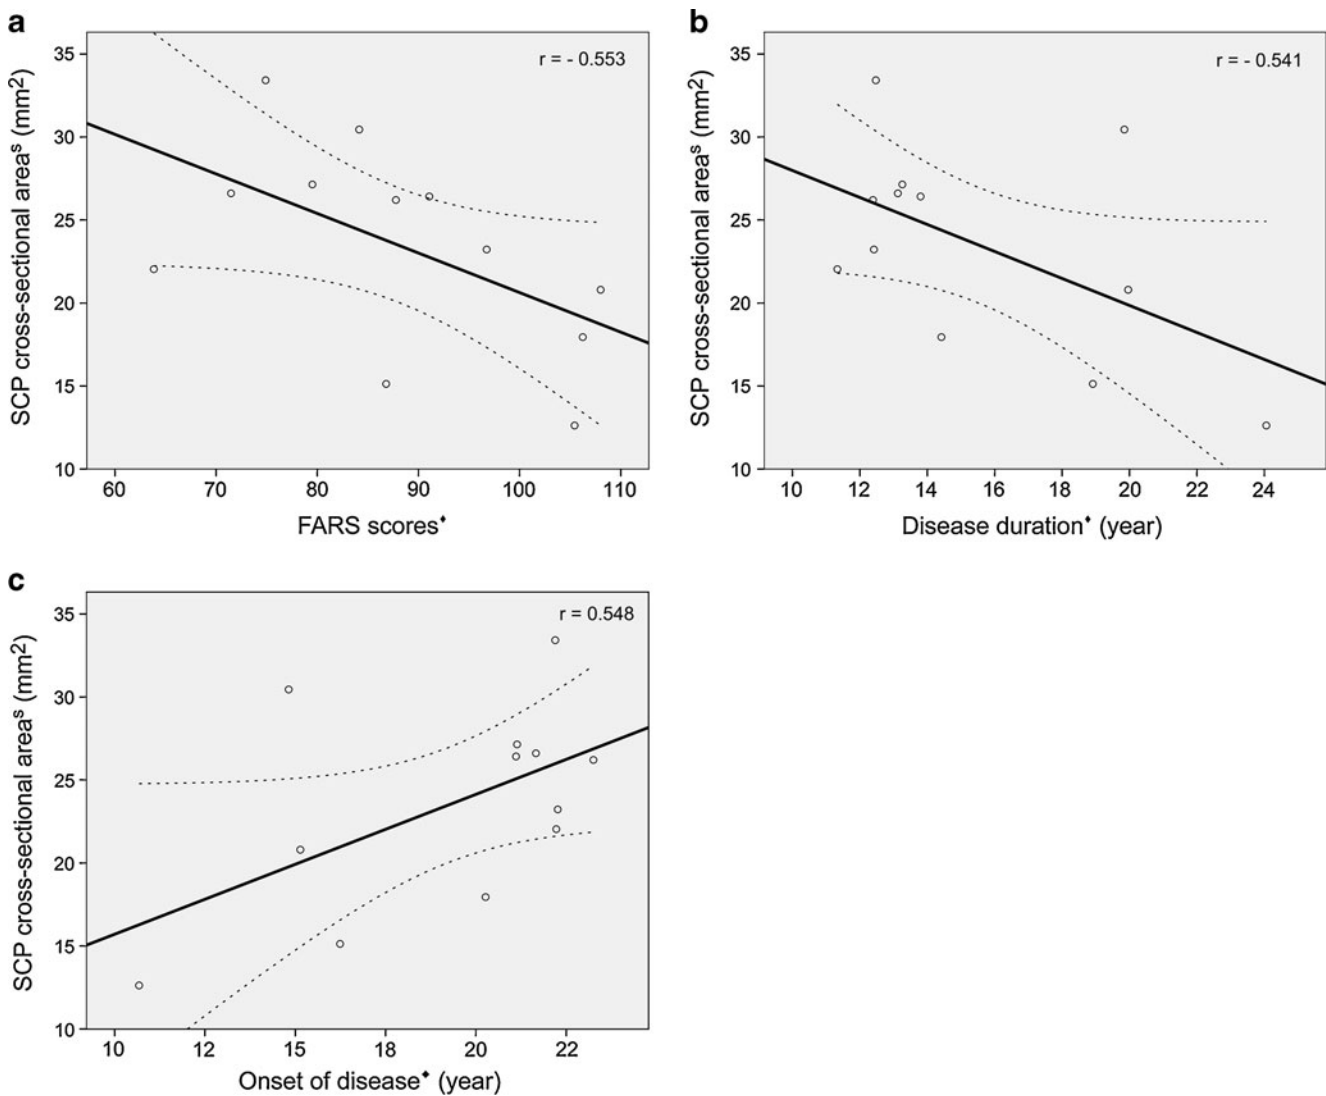 a
r = - 0.553
SCP cross-sectional areaˢ (mm²)
35
30
25
20
15
10
60 70 80 90 100 110
FARS scores♦
b
r = - 0.541
SCP cross-sectional areaˢ (mm²)
35
30
25
20
15
10
10 12 14 16 18 20 22 24
Disease duration♦ (year)
c
r = 0.548
SCP cross-sectional areaˢ (mm²)
35
30
25
20
15
10
10 12 15 18 20 22
Onset of disease♦ (year)